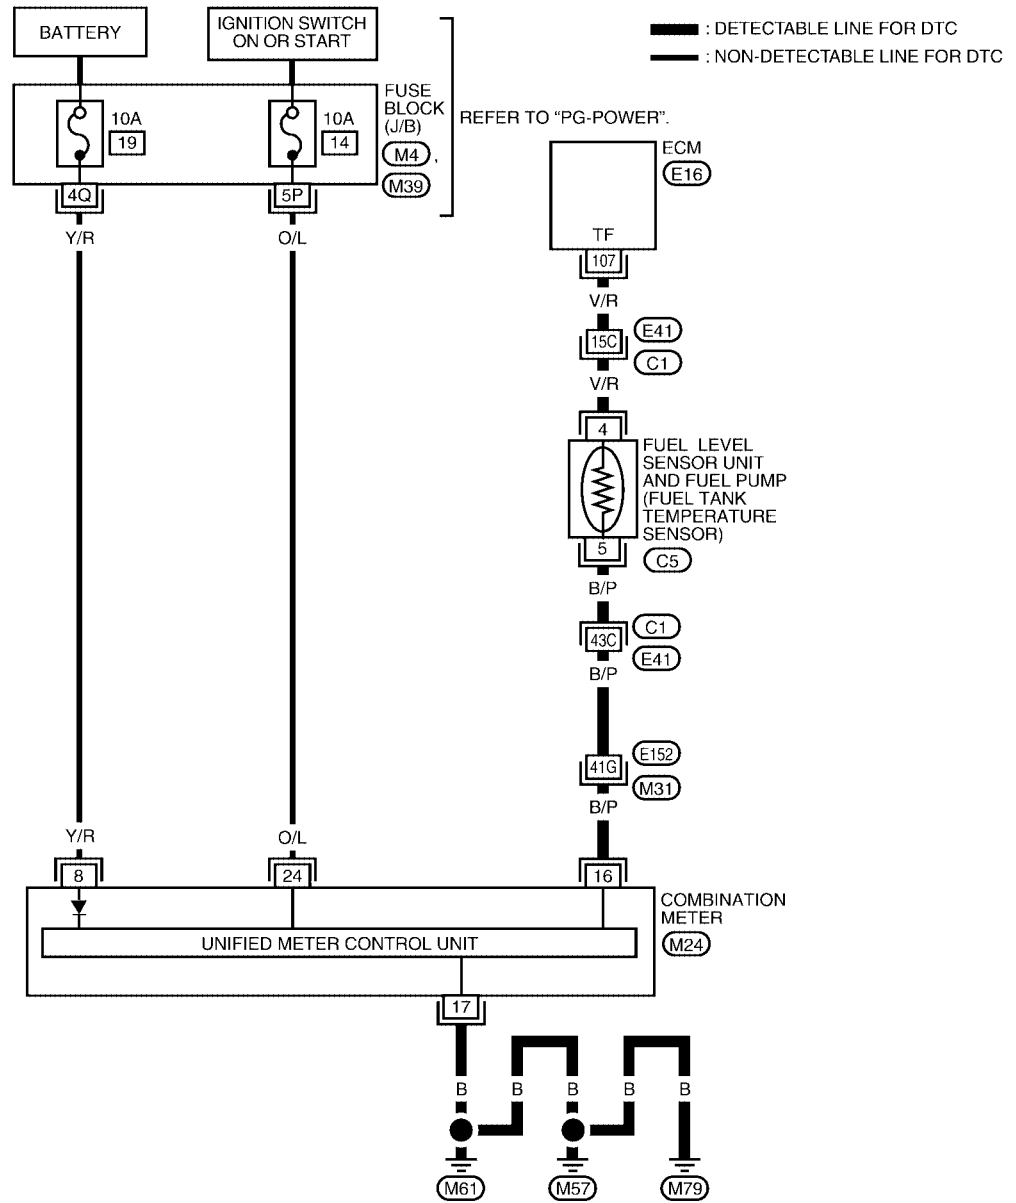 BATTERY
IGNITION SWITCH
ON OR START
: DETECTABLE LINE FOR DTC
: NON-DETECTABLE LINE FOR DTC
10A
19
10A
14
FUSE
BLOCK
(J/B)
M4 ,
M39
REFER TO “PG-POWER”.
4Q
5P
Y/R
O/L
ECM
E16
TF
107
V/R
15C
E41
C1
V/R
4
FUEL LEVEL
SENSOR UNIT
AND FUEL PUMP
(FUEL TANK
TEMPERATURE
SENSOR)
5
C5
B/P
C1
43C
E41
B/P
E152
41G
M31
B/P
Y/R
O/L
8
24
16
COMBINATION
METER
M24
UNIFIED METER CONTROL UNIT
17
B
B
B
B
B
M61
M57
M79